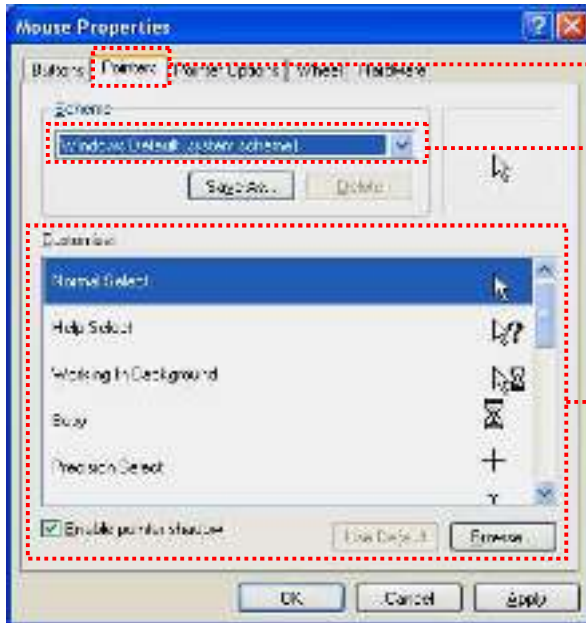 Mouse Properties
Buttons Pointers Pointer Options Wheel Hardware
Scheme
Windows Default (system scheme)
Save As... Delete
Customize:
Normal Select
Help Select
Working In Background
Busy
Precision Select
Enable pointer shadow
Use Default Browse...
OK Cancel Apply